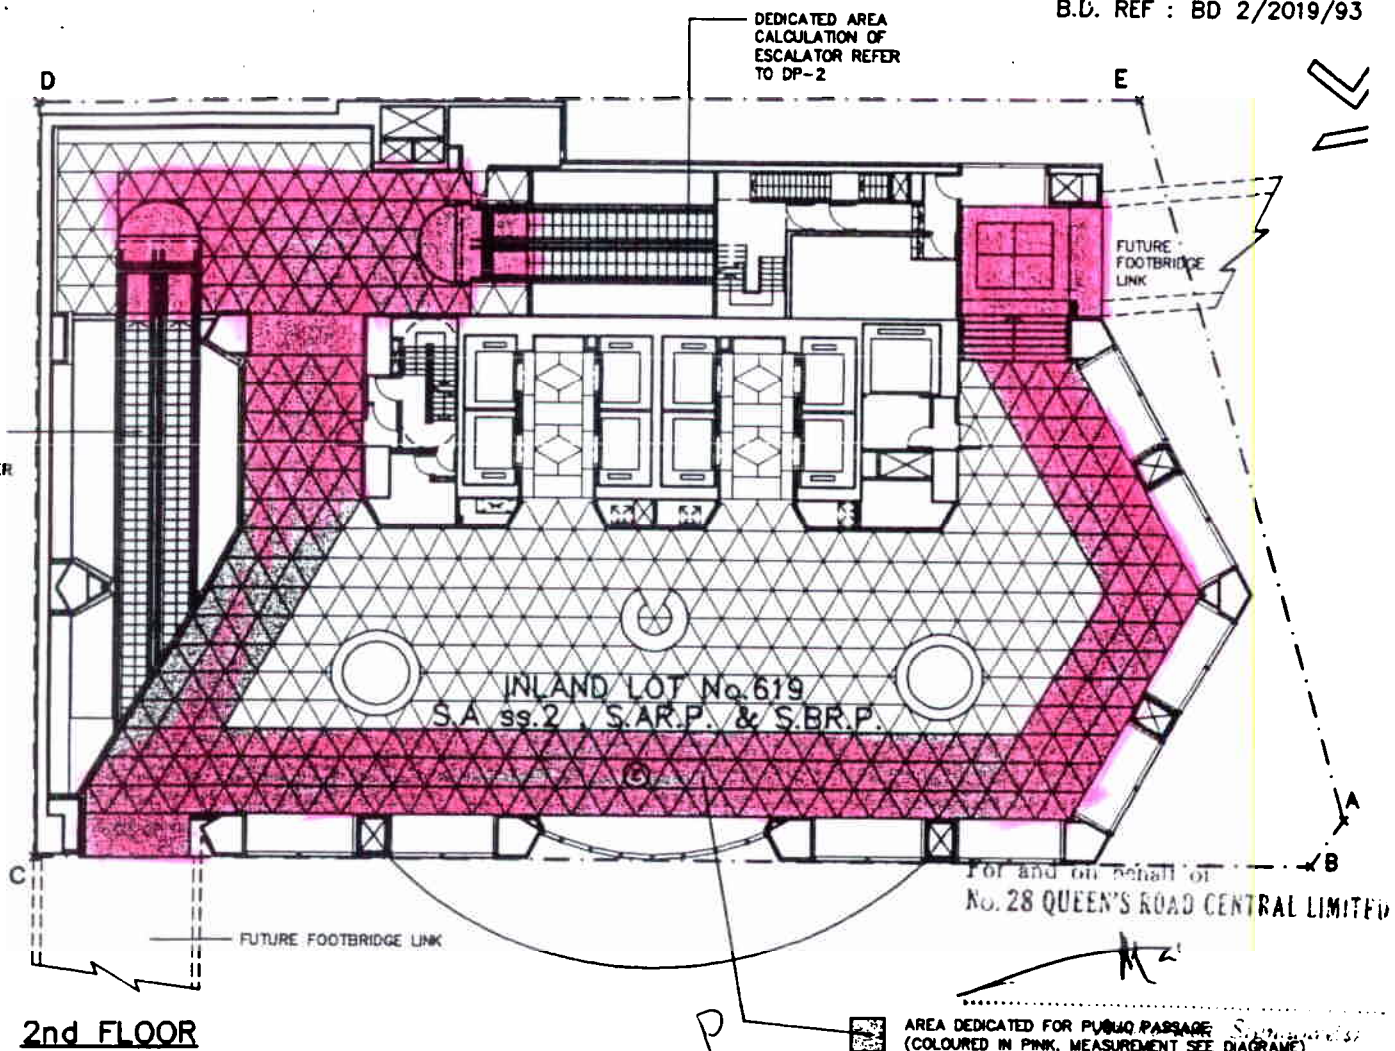 B.D. REF : BD 2/2019/93
DEDICATED AREA
CALCULATION OF
ESCALATOR REFER
TO DP-2
D
E
FUTURE
FOOTBRIDGE
LINK
ER
INLAND LOT No.619
S.A ss.2 , S.AR.P. & S.BR.P.
A
B
C
For and on behalf of
No. 28 QUEEN'S ROAD CENTRAL LIMITED
FUTURE FOOTBRIDGE LINK
2nd FLOOR
P
AREA DEDICATED FOR PUBLIC PASSAGE
(COLOURED IN PINK, MEASUREMENT SEE DIAGRAME)